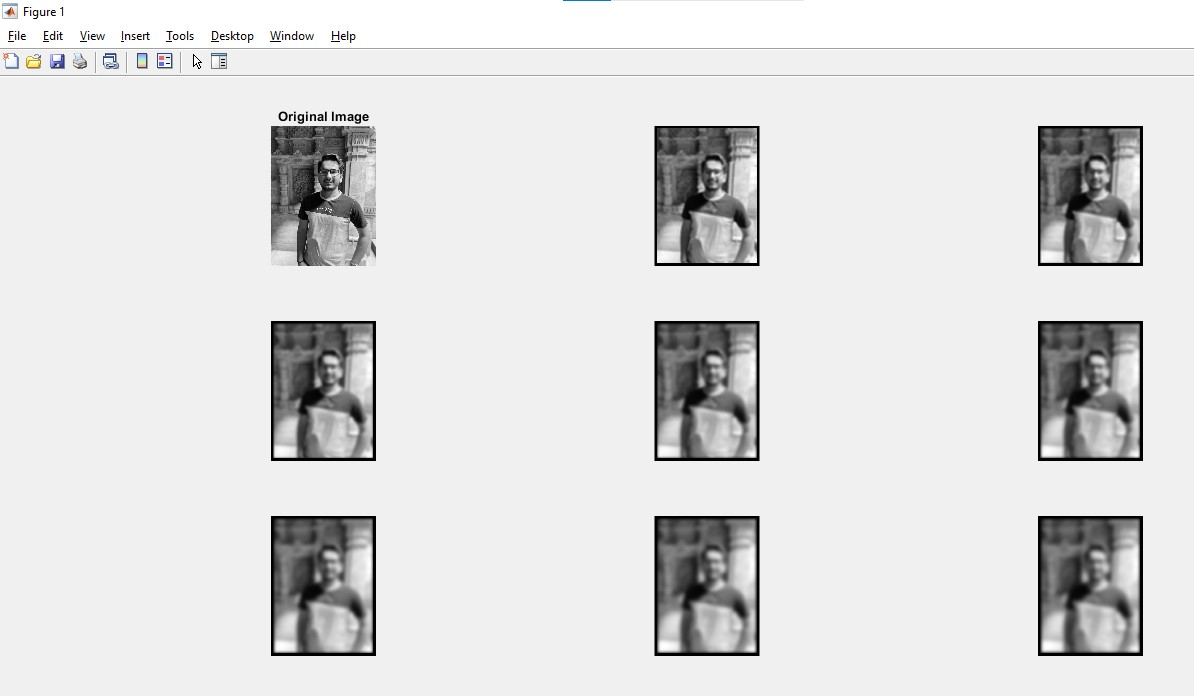 Figure 1
File Edit View Insert Tools Desktop Window Help
Original Image